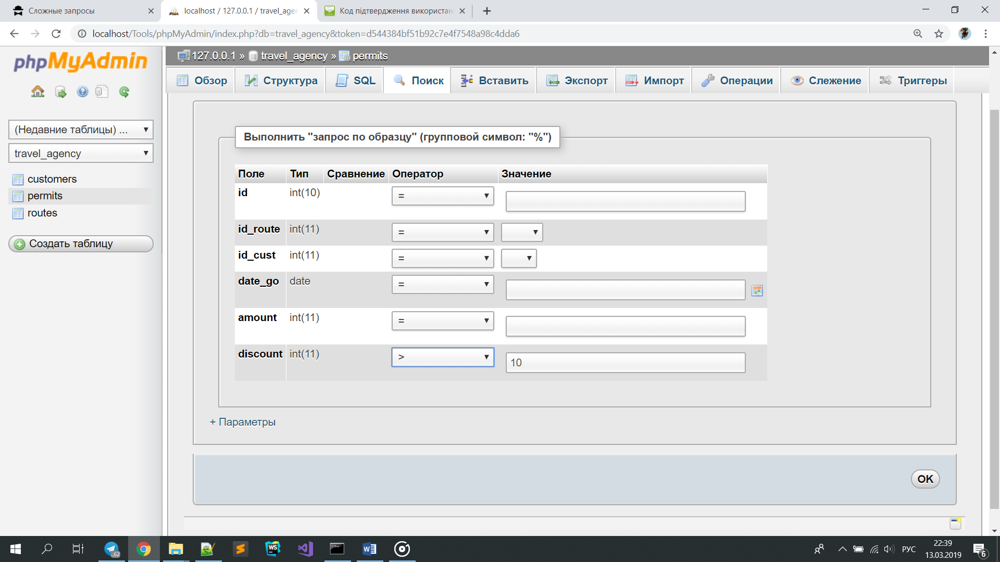 Сложные запросы
localhost / 127.0.0.1 / travel_agen
Код підтвердження використан
localhost/Tools/phpMyAdmin/index.php?db=travel_agency&token=d544384bf51b92c7e4f7548a98c4dda6
phpMyAdmin
127.0.0.1 » travel_agency » permits
Обзор Структура SQL Поиск Вставить Экспорт Импорт Операции Слежение Триггеры
(Недавние таблицы) ...
travel_agency
customers
permits
routes
Создать таблицу
Выполнить "запрос по образцу" (групповой символ: "%")
Поле Тип Сравнение Оператор Значение
id int(10) =
id_route int(11) =
id_cust int(11) =
date_go date =
amount int(11) =
discount int(11) > 10
+ Параметры
OK
62
WS
РУС
22:39
13.03.2019
6